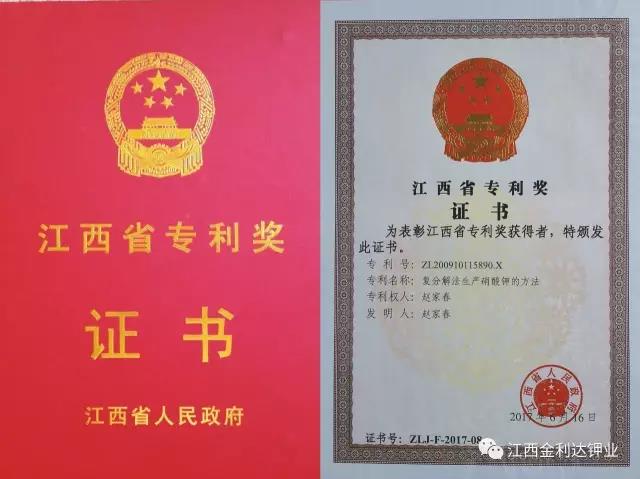 江西省专利奖
证书
江西省人民政府
江西省专利奖
证书
为表彰江西省专利奖获得者，特颁发
此证书。
专利号：ZL200910115890.X
专利名称：复分解法生产硝酸钾的方法
专利权人：赵家春
发明人：赵家春
江西省人民政府
2017年6月16日
证书号：ZLJ-F-2017-08
江西金利达钾业